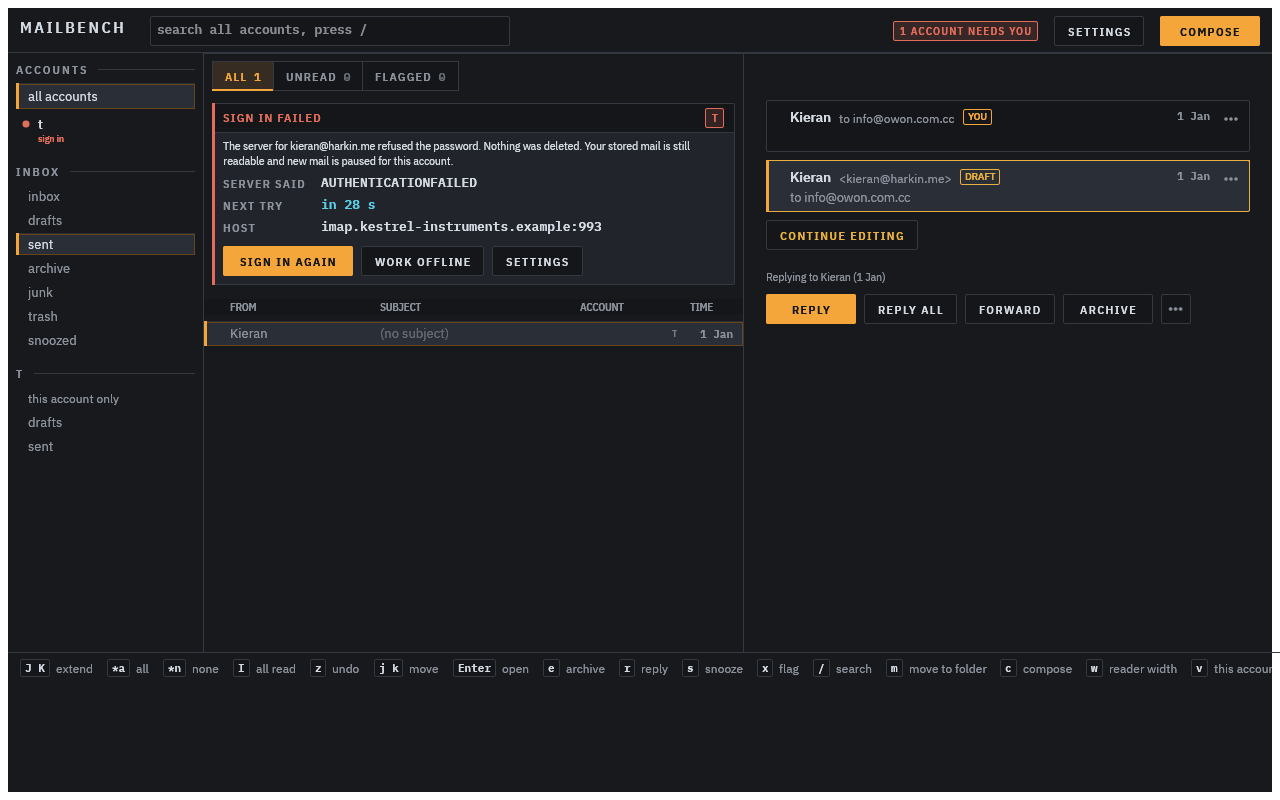 MAILBENCH
search all accounts, press /
1 ACCOUNT NEEDS YOU
SETTINGS
COMPOSE
ACCOUNTS
all accounts
t
sign in
INBOX
inbox
drafts
sent
archive
junk
trash
snoozed
T
this account only
drafts
sent
ALL 1
UNREAD 0
FLAGGED 0
SIGN IN FAILED
T
The server for kieran@harkin.me refused the password. Nothing was deleted. Your stored mail is still
readable and new mail is paused for this account.
SERVER SAID AUTHENTICATIONFAILED
NEXT TRY in 28 s
HOST imap.kestrel-instruments.example:993
SIGN IN AGAIN
WORK OFFLINE
SETTINGS
FROM SUBJECT ACCOUNT TIME
Kieran (no subject) T 1 Jan
Kieran to info@owon.com.cc YOU 1 Jan •••
Kieran <kieran@harkin.me> DRAFT 1 Jan •••
to info@owon.com.cc
CONTINUE EDITING
Replying to Kieran (1 Jan)
REPLY
REPLY ALL
FORWARD
ARCHIVE
•••
J K extend *a all *n none I all read z undo j k move Enter open e archive r reply s snooze x flag / search m move to folder c compose w reader width v this accoun